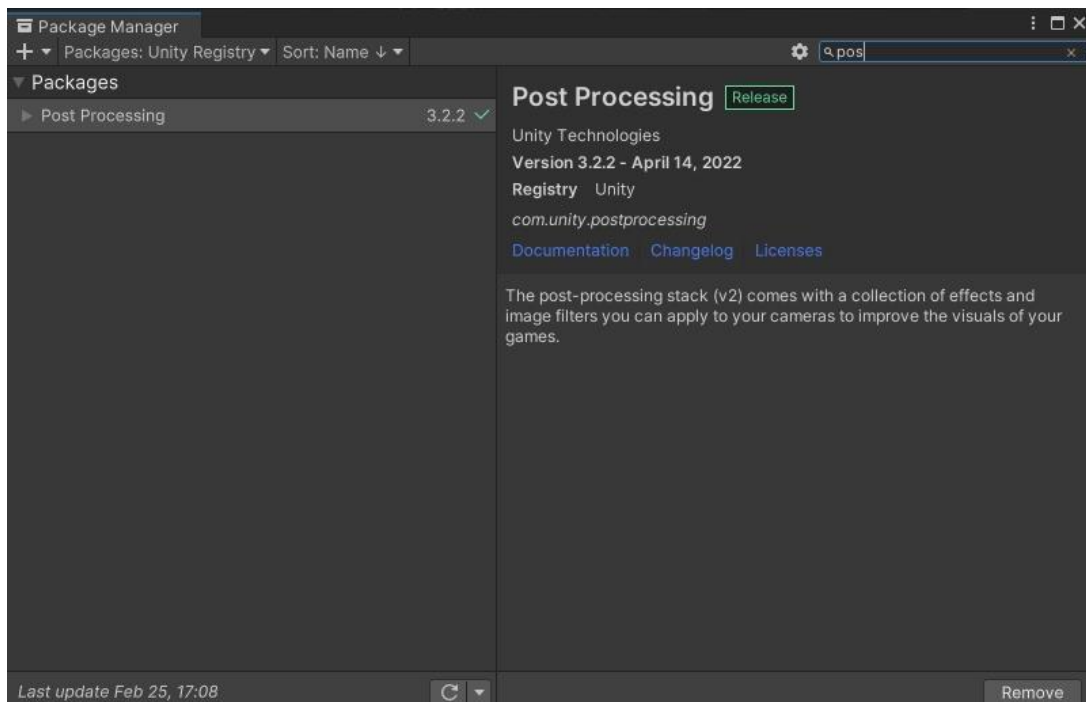 Package Manager
Packages: Unity Registry Sort: Name ↓ pos
Packages
Post Processing 3.2.2
Post Processing Release
Unity Technologies
Version 3.2.2 - April 14, 2022
Registry Unity
com.unity.postprocessing
Documentation Changelog Licenses
The post-processing stack (v2) comes with a collection of effects and
image filters you can apply to your cameras to improve the visuals of your
games.
Last update Feb 25, 17:08
Remove